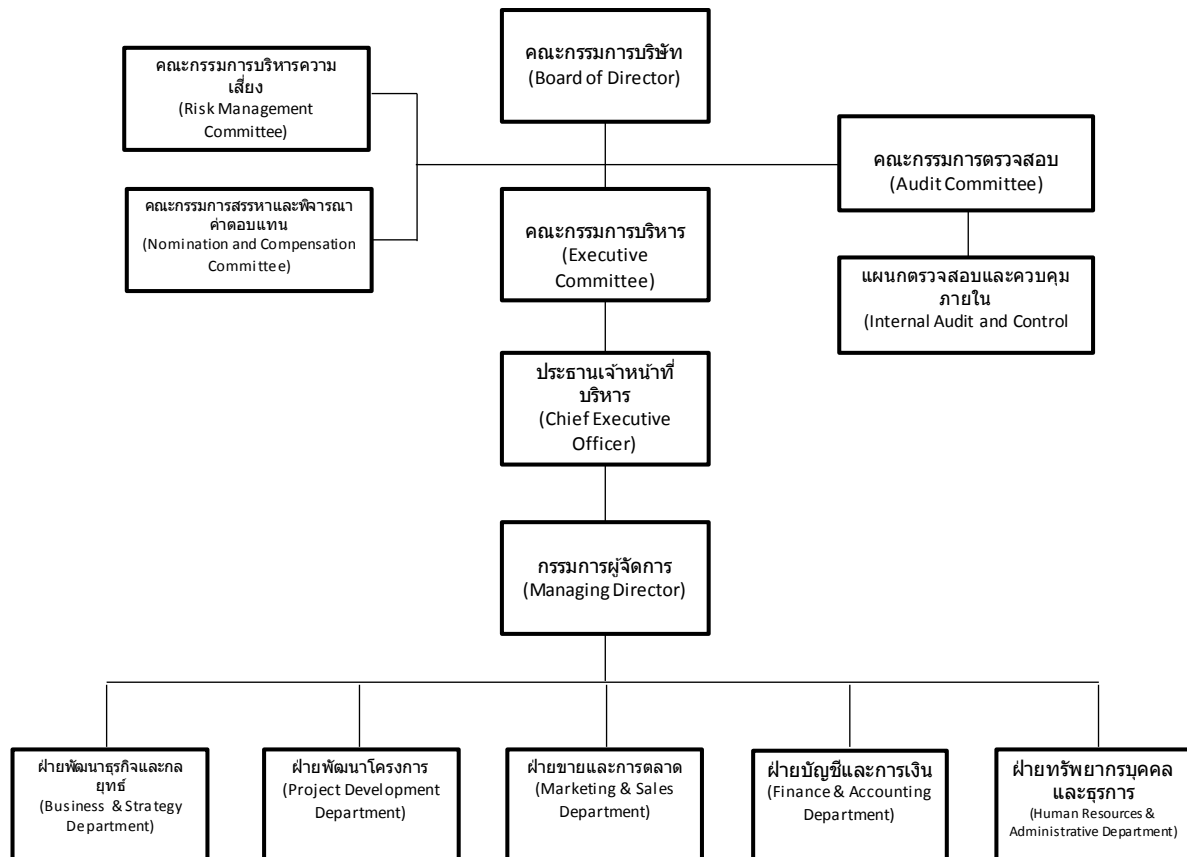 คณะกรรมการบริษัท
(Board of Director)
คณะกรรมการบริหารความ
เสี่ยง
(Risk Management
Committee)
คณะกรรมการตรวจสอบ
(Audit Committee)
คณะกรรมการสรรหาและพิจารณา
ค่าตอบแทน
(Nomination and Compensation
Committee)
คณะกรรมการบริหาร
(Executive
Committee)
แผนกตรวจสอบและควบคุม
ภายใน
(Internal Audit and Control
ประธานเจ้าหน้าที่
บริหาร
(Chief Executive
Officer)
กรรมการผู้จัดการ
(Managing Director)
ฝ่ายพัฒนาธุรกิจและกล
ยุทธ์
(Business & Strategy
Department)
ฝ่ายพัฒนาโครงการ
(Project Development
Department)
ฝ่ายขายและการตลาด
(Marketing & Sales
Department)
ฝ่ายบัญชีและการเงิน
(Finance & Accounting
Department)
ฝ่ายทรัพยากรบุคคล
และธุรการ
(Human Resources &
Administrative Department)